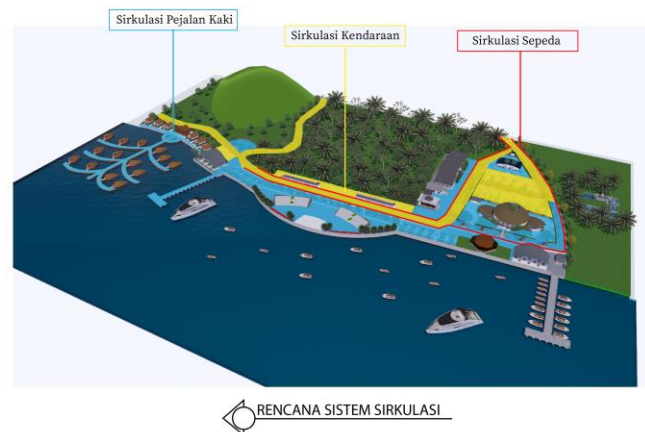 Sirkulasi Pejalan Kaki
Sirkulasi Kendaraan
Sirkulasi Sepeda
RENCANA SISTEM SIRKULASI